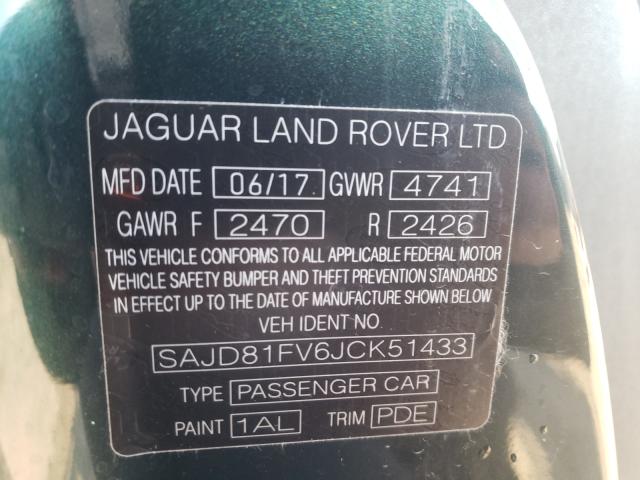 JAGUAR LAND ROVER LTD
MFD DATE 06/17 GVWR 4741
GAWR F 2470 R 2426
THIS VEHICLE CONFORMS TO ALL APPLICABLE FEDERAL MOTOR
VEHICLE SAFETY BUMPER AND THEFT PREVENTION STANDARDS
IN EFFECT UP TO THE DATE OF MANUFACTURE SHOWN BELOW
VEH IDENT NO.
SAJD81FV6JCK51433
TYPE PASSENGER CAR
PAINT 1AL TRIM PDE